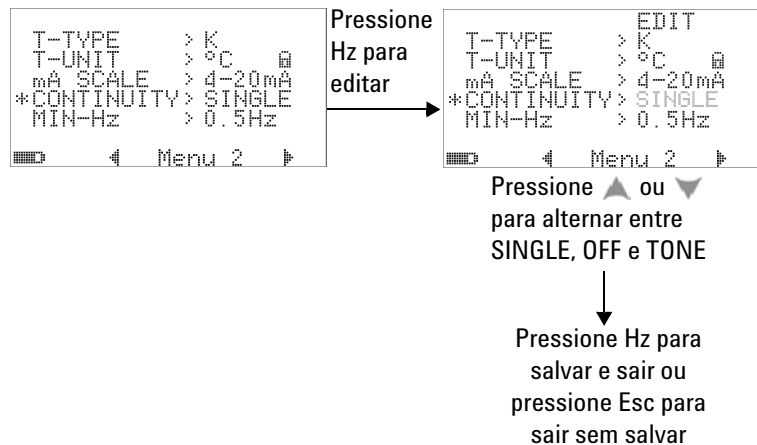 T-TYPE > K
T-UNIT > °C
mA SCALE > 4-20mA
*CONTINUITY> SINGLE
MIN-Hz > 0.5Hz
Menu 2
Pressione
Hz para
editar
EDIT
T-TYPE > K
T-UNIT > °C
mA SCALE > 4-20mA
*CONTINUITY> SINGLE
MIN-Hz > 0.5Hz
Menu 2
Pressione ▲ ou ▼
para alternar entre
SINGLE, OFF e TONE
Pressione Hz para
salvar e sair ou
pressione Esc para
sair sem salvar